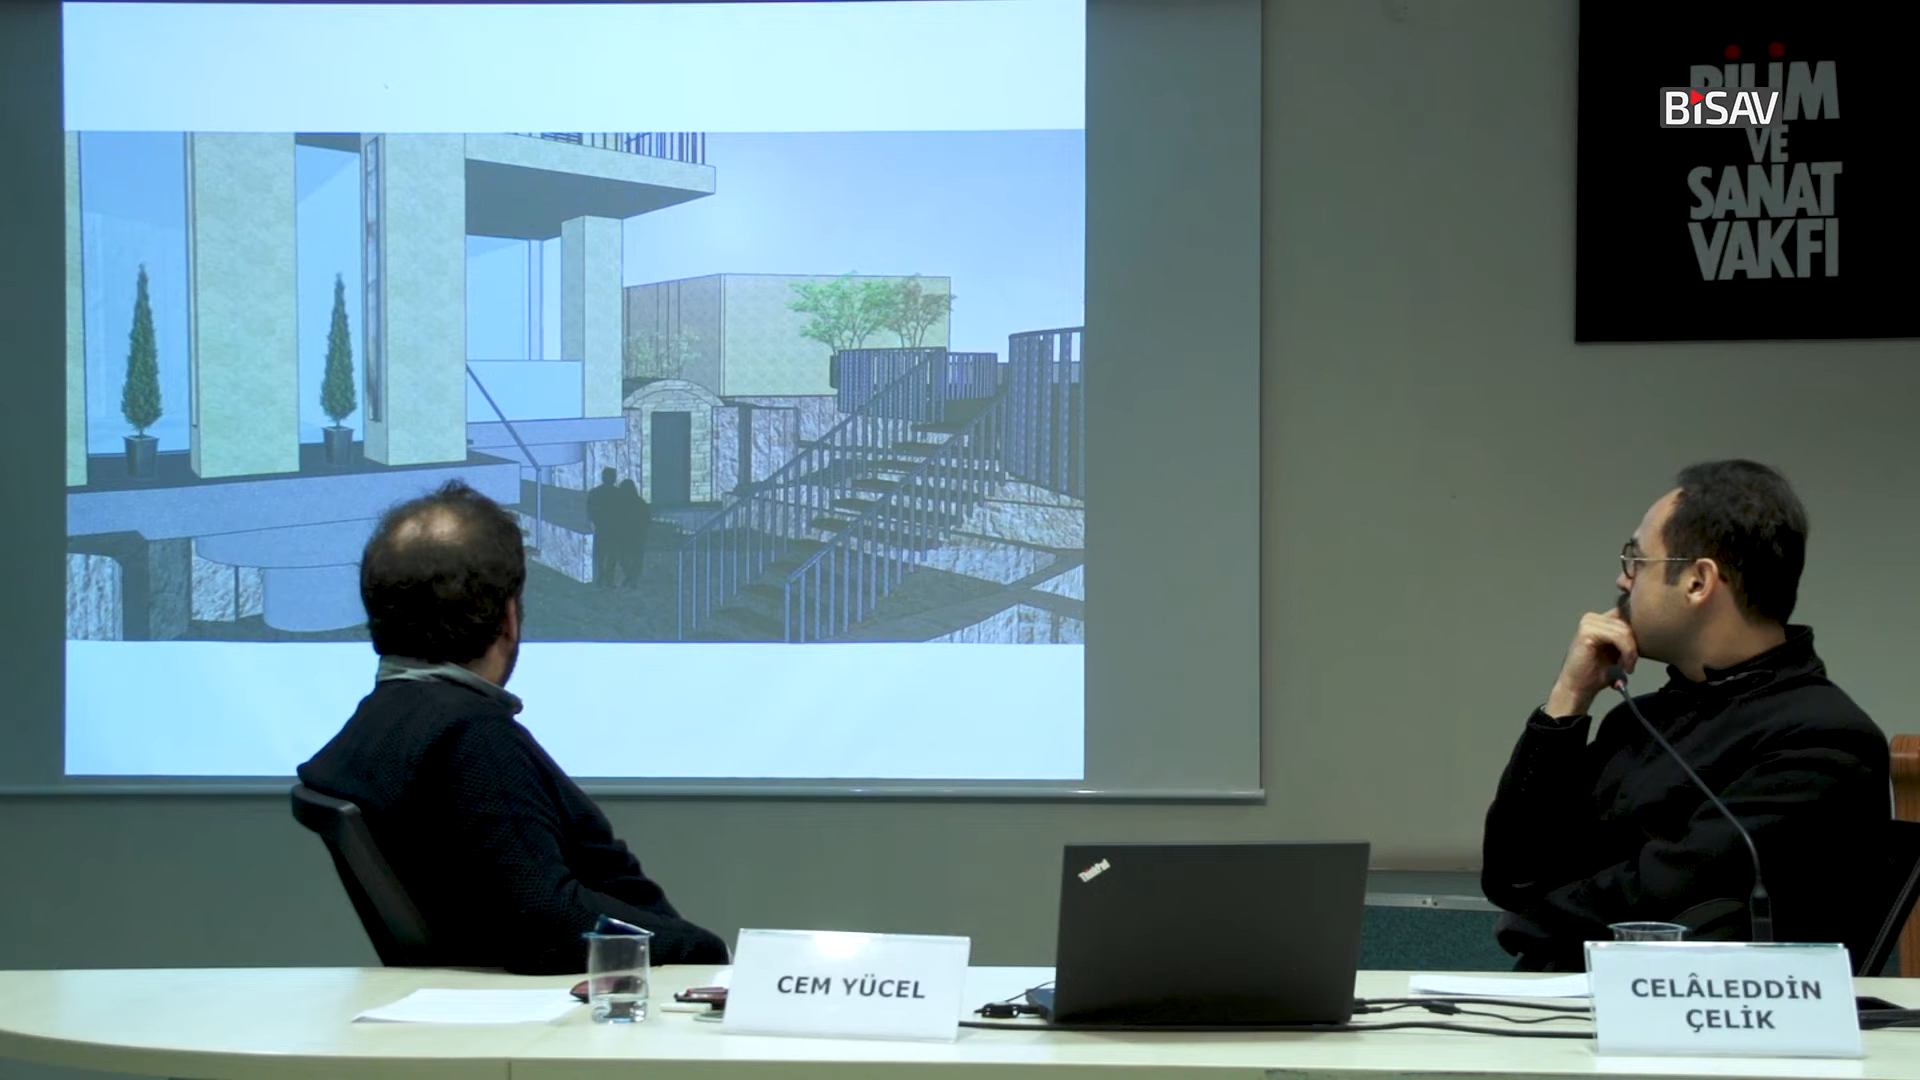 BİLİM
VE
SANAT
VAKFI
BİSAV
ThinkPad
CEM YÜCEL
CELÂLEDDİN
ÇELİK